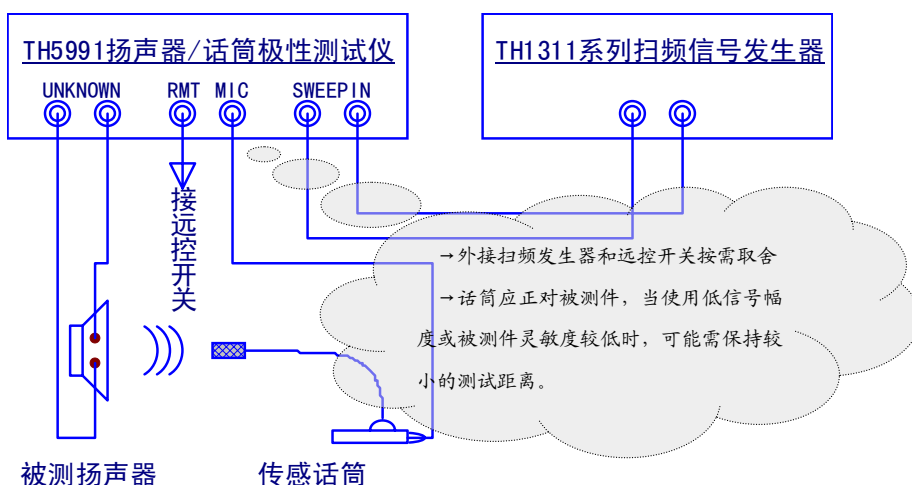 TH5991扬声器/话筒极性测试仪
TH1311系列扫频信号发生器
UNKNOWN RMT MIC SWEEPIN
接远控开关
→外接扫频发生器和远控开关按需取舍
→话筒应正对被测件，当使用低信号幅
度或被测件灵敏度较低时，可能需保持较
小的测试距离。
被测扬声器
传感话筒